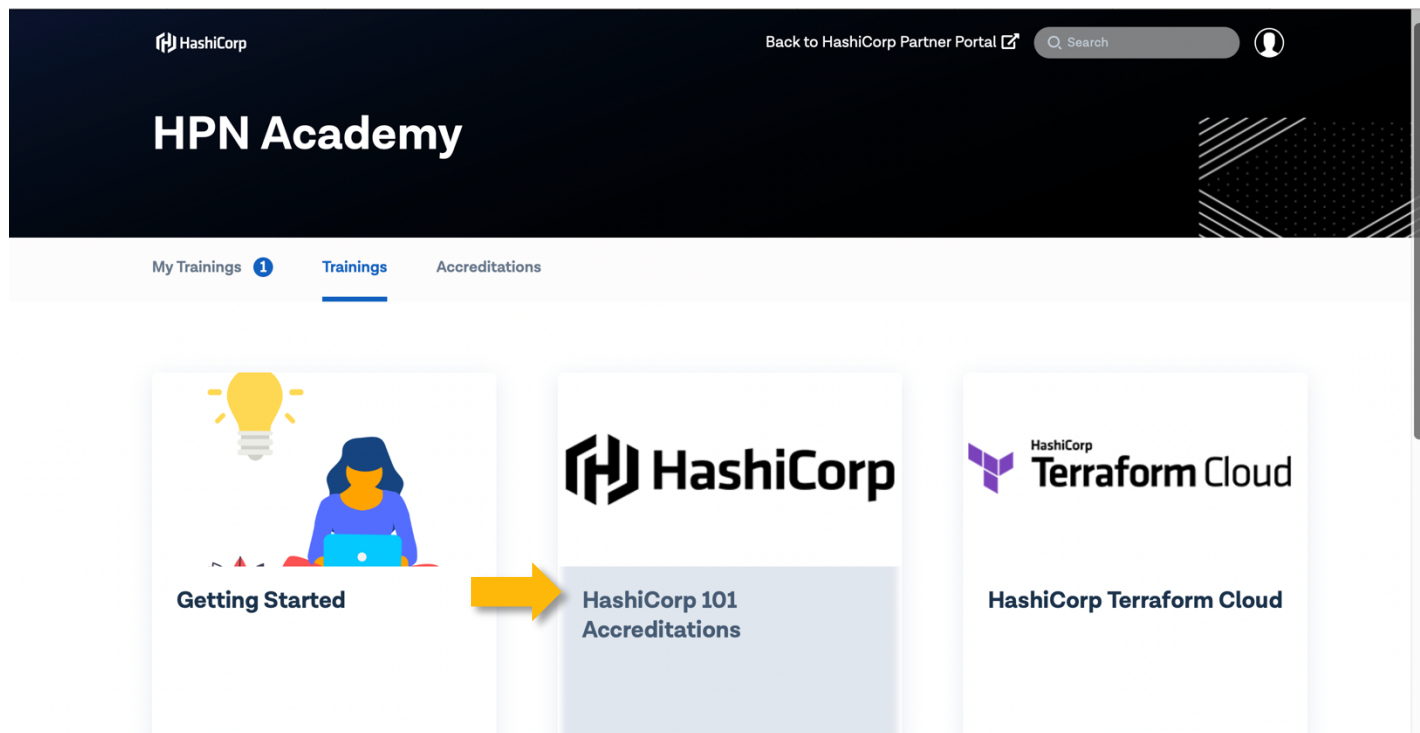 HashiCorp
Back to HashiCorp Partner Portal
Search
HPN Academy
My Trainings 1
Trainings
Accreditations
HashiCorp
HashiCorp
Terraform Cloud
Getting Started
HashiCorp 101
Accreditations
HashiCorp Terraform Cloud